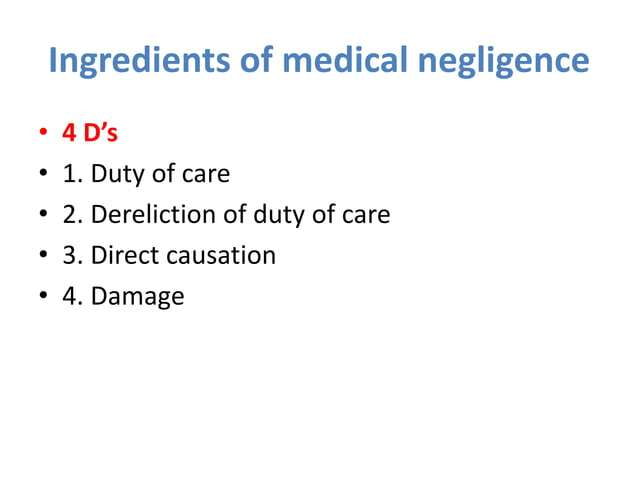 Ingredients of medical negligence
• 4 D’s
• 1. Duty of care
• 2. Dereliction of duty of care
• 3. Direct causation
• 4. Damage